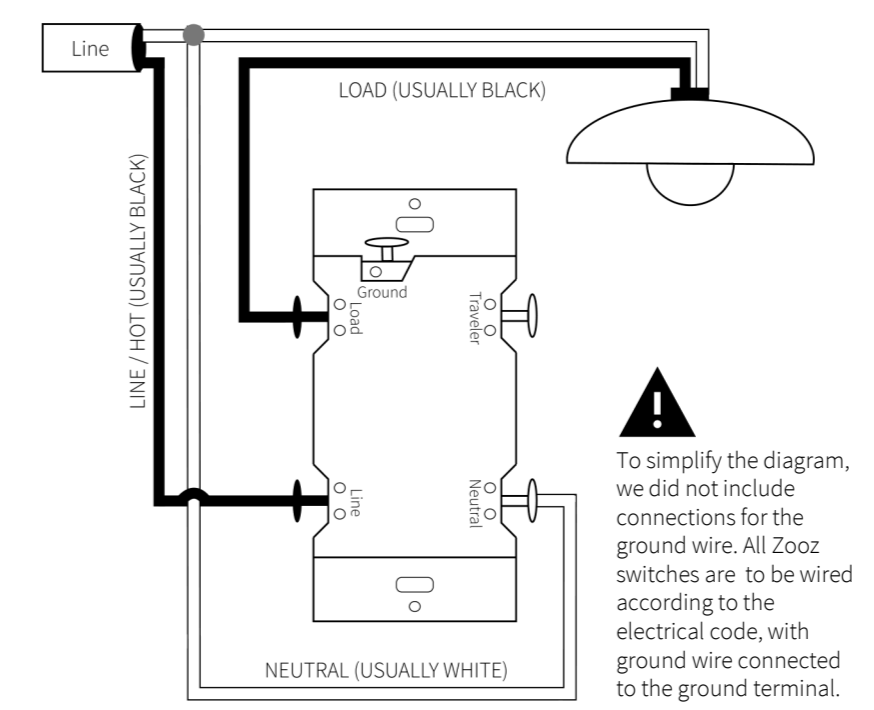 Line
LOAD (USUALLY BLACK)
LINE / HOT (USUALLY BLACK)
Ground
Load
Traveler
Line
Neutral
NEUTRAL (USUALLY WHITE)
!
To simplify the diagram,
we did not include
connections for the
ground wire. All Zooz
switches are to be wired
according to the
electrical code, with
ground wire connected
to the ground terminal.